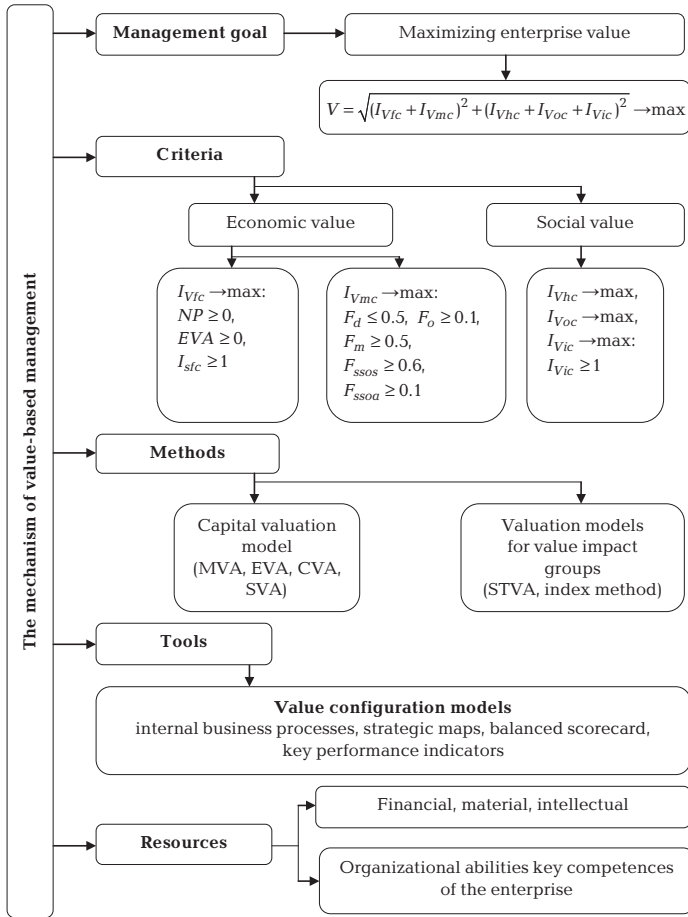 The mechanism of value-based management
Management goal
Maximizing enterprise value
V = √(I_Vfc + I_Vmc)² + (I_Vhc + I_Voc + I_Vic)² → max
Criteria
Economic value
Social value
I_Vfc → max:
NP ≥ 0,
EVA ≥ 0,
I_sfc ≥ 1
I_Vmc → max:
F_d ≤ 0.5, F_o ≥ 0.1,
F_m ≥ 0.5,
F_ssos ≥ 0.6,
F_ssoa ≥ 0.1
I_Vhc → max,
I_Voc → max,
I_Vic → max:
I_Vic ≥ 1
Methods
Capital valuation
model
(MVA, EVA, CVA,
SVA)
Valuation models
for value impact
groups
(STVA, index method)
Tools
Value configuration models
internal business processes, strategic maps, balanced scorecard,
key performance indicators
Resources
Financial, material, intellectual
Organizational abilities key competences
of the enterprise